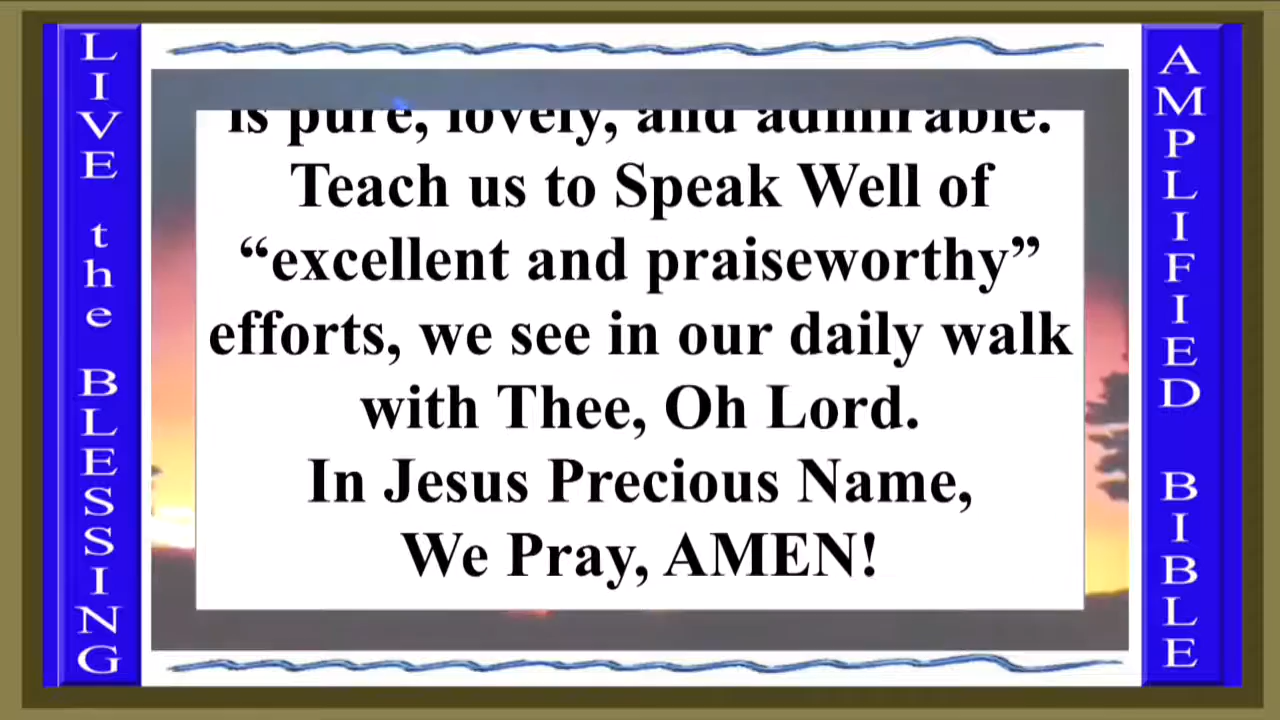 LIVE the BLESSING
is pure, lovely, and admirable.
Teach us to Speak Well of
“excellent and praiseworthy”
efforts, we see in our daily walk
with Thee, Oh Lord.
In Jesus Precious Name,
We Pray, AMEN!
AMPLIFIED BIBLE